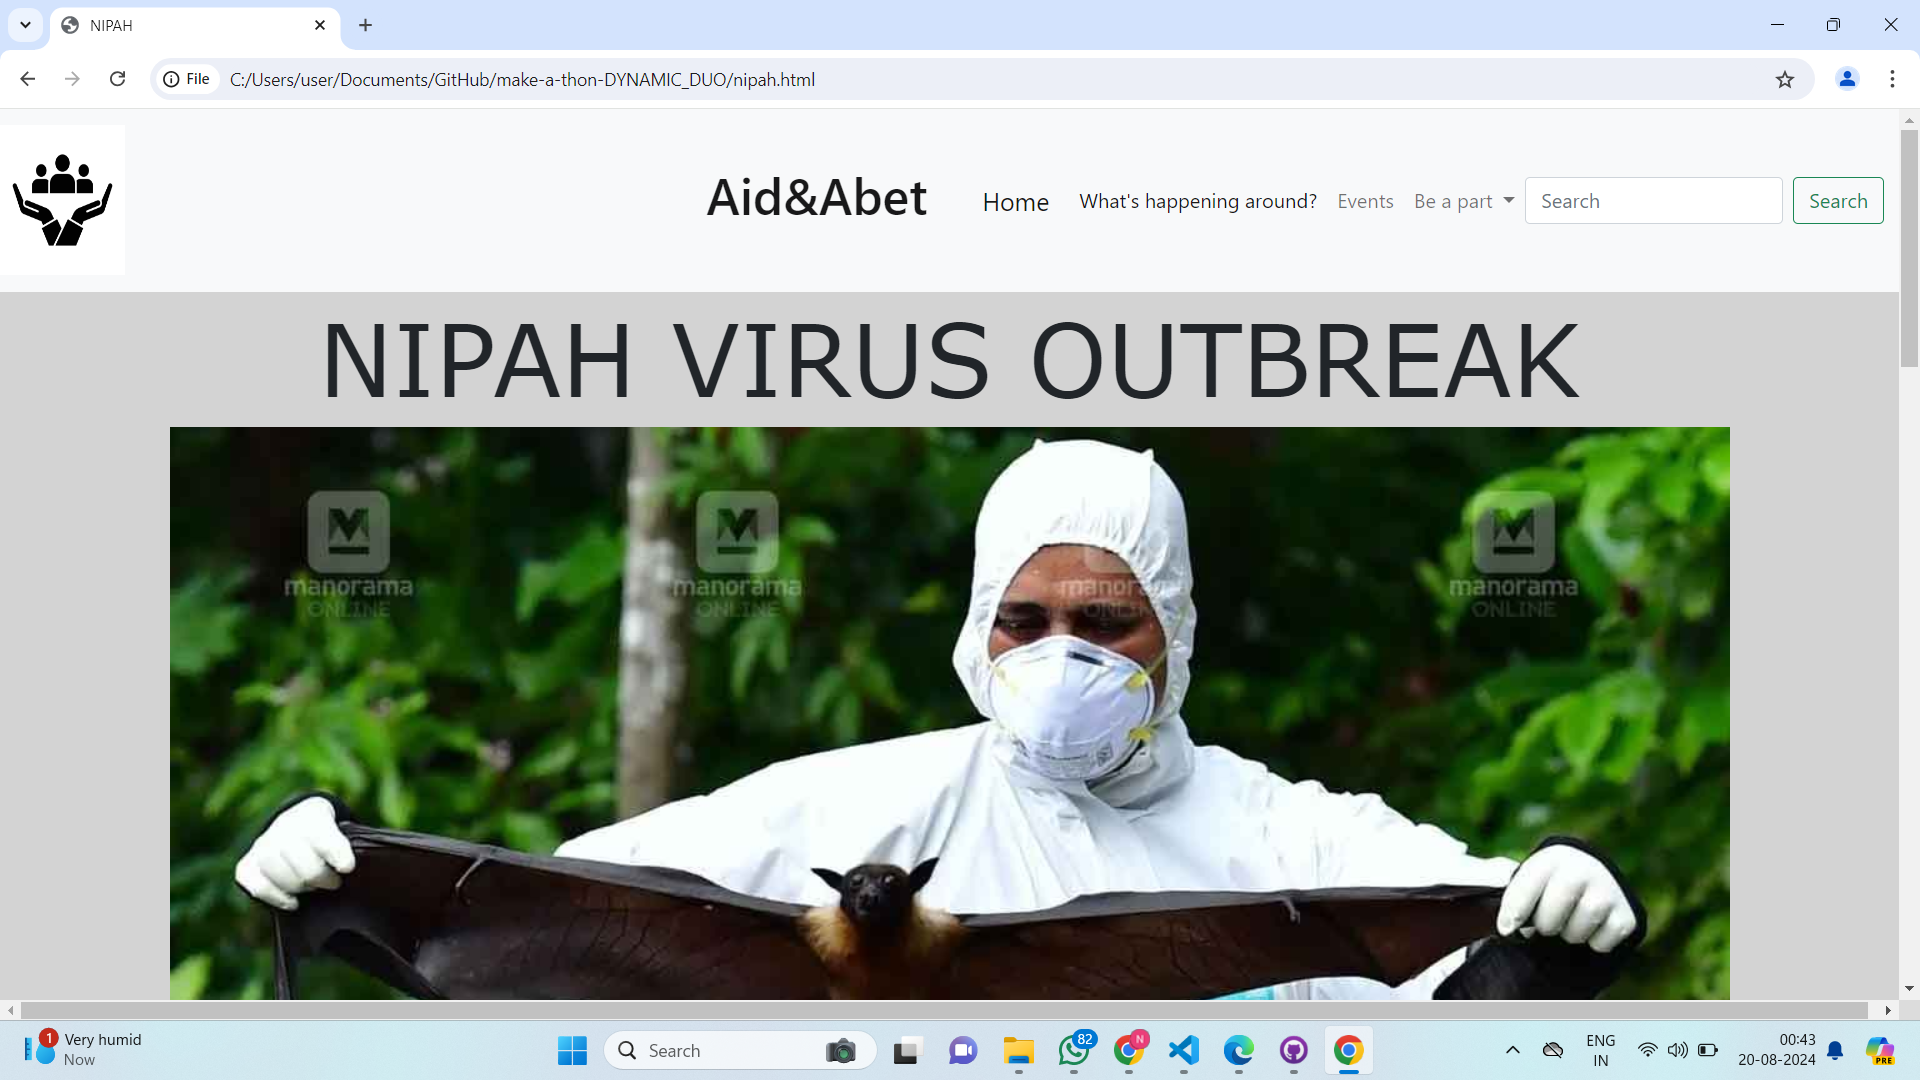 NIPAH
File C:/Users/user/Documents/GitHub/make-a-thon-DYNAMIC_DUO/nipah.html
Aid&Abet Home What's happening around? Events Be a part Search Search
NIPAH VIRUS OUTBREAK
M M M
manorama manorama manorama manorama
ONLINE ONLINE ONLINE ONLINE
1 Very humid
Now
Search
82
N
PRE
ENG
IN
00:43
20-08-2024